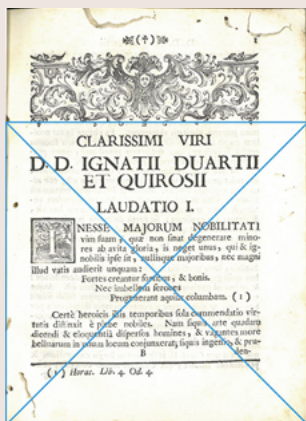 (†)
1
CLARISSIMI VIRI
D. D. IGNATII DUARTII
ET QUIROSII
LAUDATIO I.
INESSE MAJORUM NOBILITATI
vim suam, quæ non sinat degenerare mino-
res ab avita gloria, is neget unus, qui & ig-
nobilis ipse sit, nullisque majoribus, nec magni
illud vatis audierit unquam:
Fortes creantur fortibus, & bonis.
Nec imbellem feroces
Progenerant aquilæ columbam. (1)
Certè heroicis illis temporibus sola commendatio vir-
tutis distinxit è plebe nobiles. Nam siquis arte quadam
dicendi & eloquentiâ dispersos homines, & vagantes more
belluarum in unum locum conjunxerat; siquis ingenio, & pru-
B
den-
(1) Horat. Lib. 4. Od. 4.